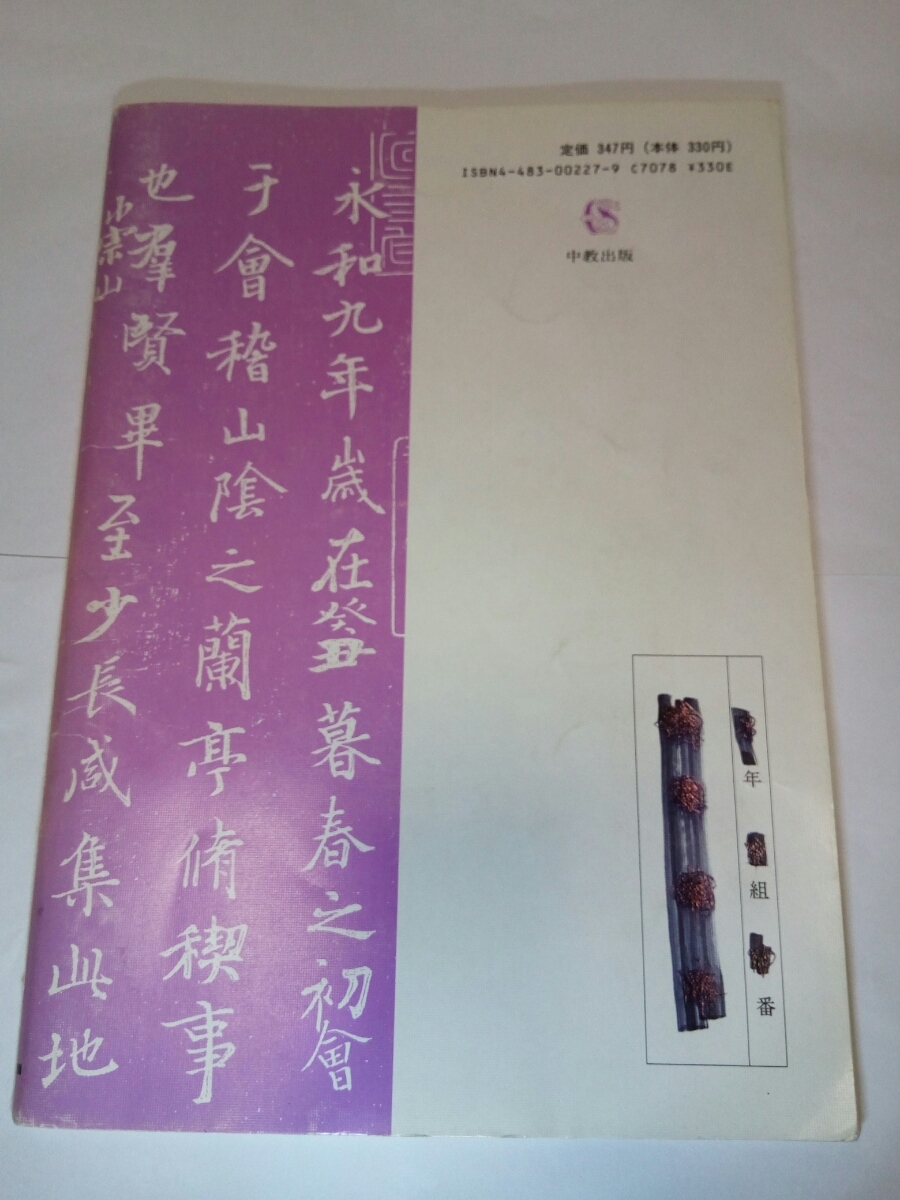 定価 347円 (本体 330円)
ISBN4-483-00227-9 C7078 ¥330E
中教出版
永和九年歳在癸丑暮春之初會
于會稽山陰之蘭亭脩稧事
也羣賢畢至少長咸集此地
崇山
年
組
番